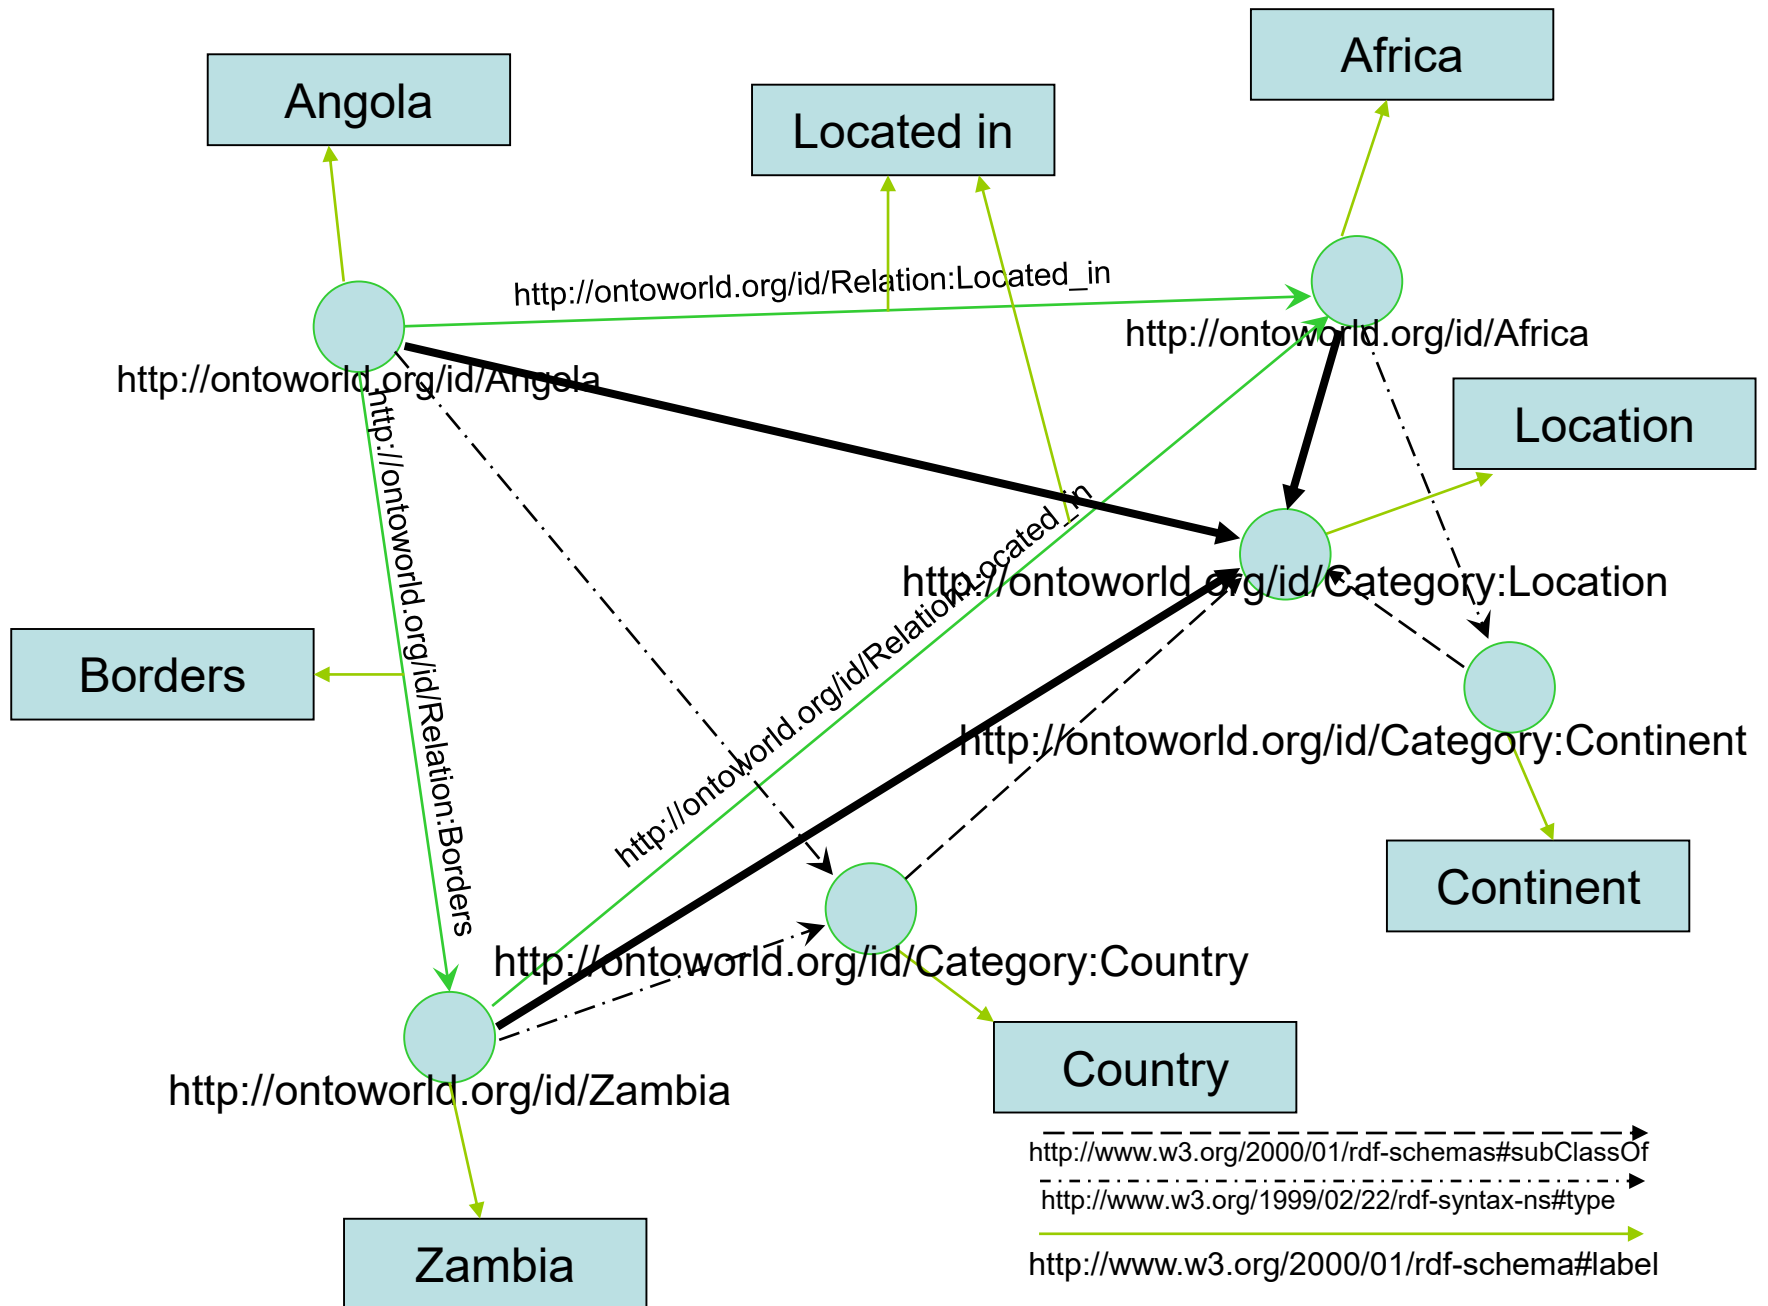 Africa
Angola
Located in
http://ontoworld.org/id/Relation:Located_in
http://ontoworld.org/id/Africa
http://ontoworld.org/id/Angola
Location
http://ontoworld.org/id/Relation:Borders
http://ontoworld.org/id/Relation:Located_in
http://ontoworld.org/id/Category:Location
Borders
http://ontoworld.org/id/Category:Continent
Continent
http://ontoworld.org/id/Category:Country
Country
http://ontoworld.org/id/Zambia
http://www.w3.org/2000/01/rdf-schemas#subClassOf
http://www.w3.org/1999/02/22/rdf-syntax-ns#type
Zambia
http://www.w3.org/2000/01/rdf-schema#label